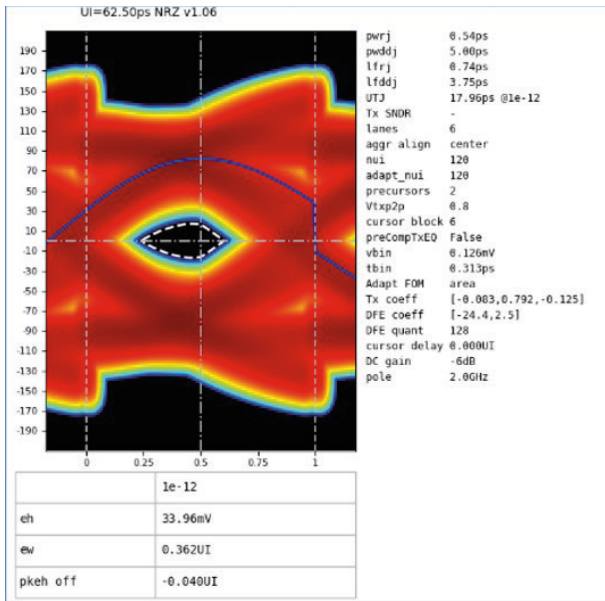 UI=62.50ps NRZ v1.06
190
170
150
130
110
90
70
50
30
10
-10
-30
-50
-70
-90
-110
-130
-150
-170
-190
0 0.25 0.5 0.75 1
pwrj 0.54ps
pwddj 5.00ps
lfrj 0.74ps
lfddj 3.75ps
UTJ 17.96ps @1e-12
Tx SNDR -
lanes 6
aggr align center
nui 120
adapt_nui 120
precursors 2
Vtxp2p 0.8
cursor block 6
preCompTxEQ False
vbin 0.126mV
tbin 0.313ps
Adapt FOM area
Tx coeff [-0.083,0.792,-0.125]
DFE coeff [-24.4,2.5]
DFE quant 128
cursor delay 0.000UI
DC gain -6dB
pole 2.0GHz
1e-12
eh 33.96mV
ew 0.362UI
pkeh off -0.040UI